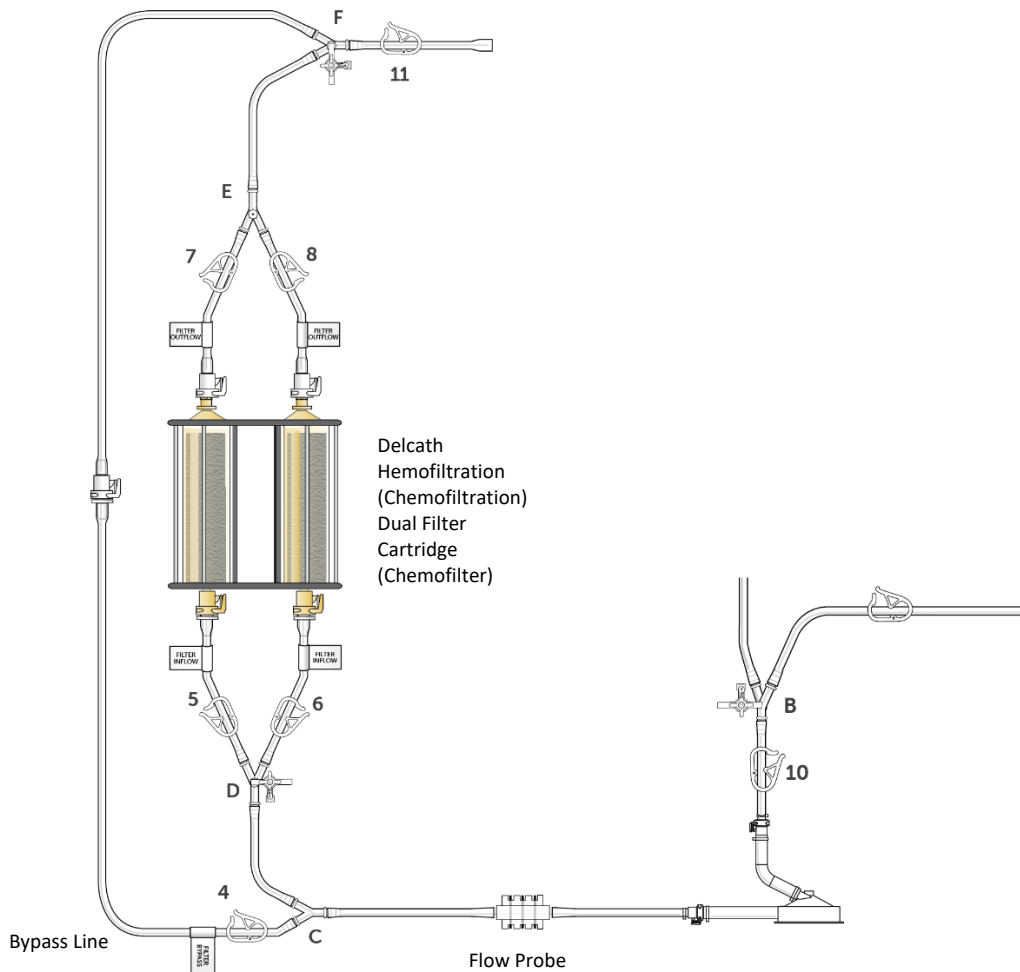 F
11
E
7
8
FILTER
OUTFLOW
FILTER
OUTFLOW
Delcath
Hemofiltration
(Chemofiltration)
Dual Filter
Cartridge
(Chemofilter)
FILTER
INFLOW
FILTER
INFLOW
5
6
B
10
D
4
C
Bypass Line
FILTER
BYPASS
Flow Probe